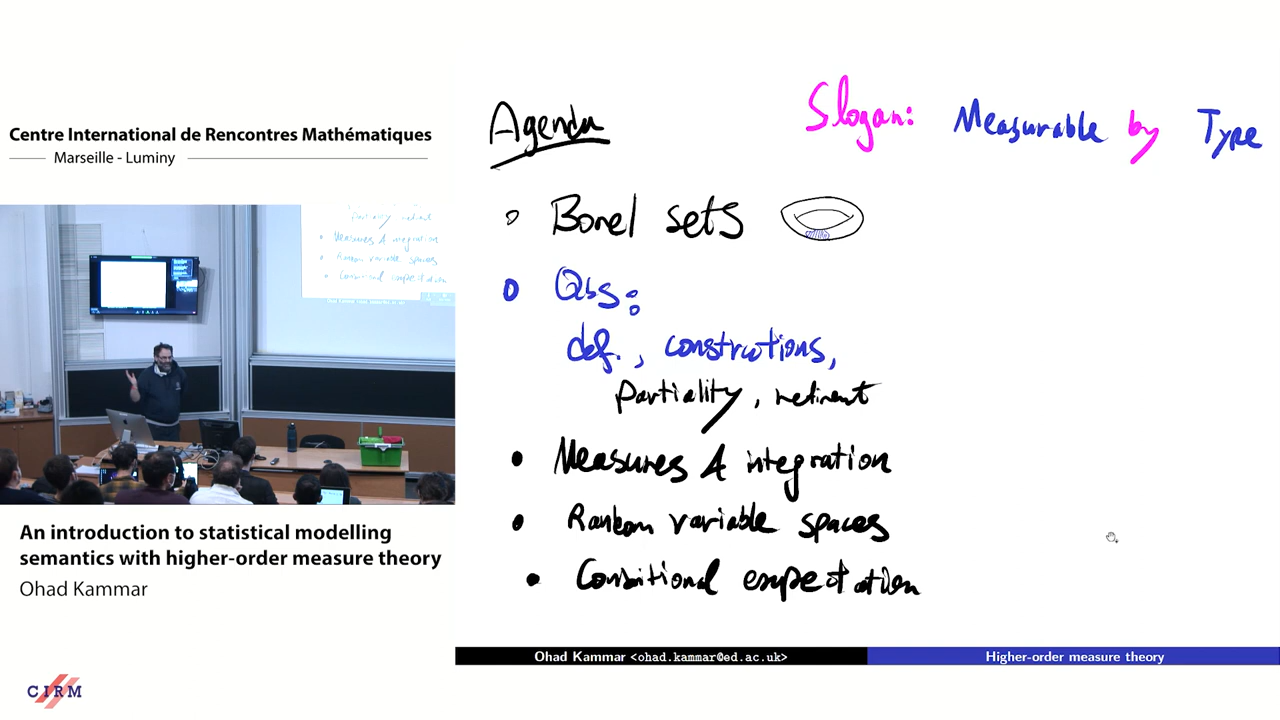 Centre International de Rencontres Mathématiques
Marseille - Luminy
An introduction to statistical modelling
semantics with higher-order measure theory
Ohad Kammar
CIRM
Agenda
Slogan: Measurable by Type
Borel sets
Qbs:
def., constructions,
Partiality,
Measures & integration
Random variable spaces
Conditional expectation
Ohad Kammar <ohad.kammar@ed.ac.uk>
Higher-order measure theory